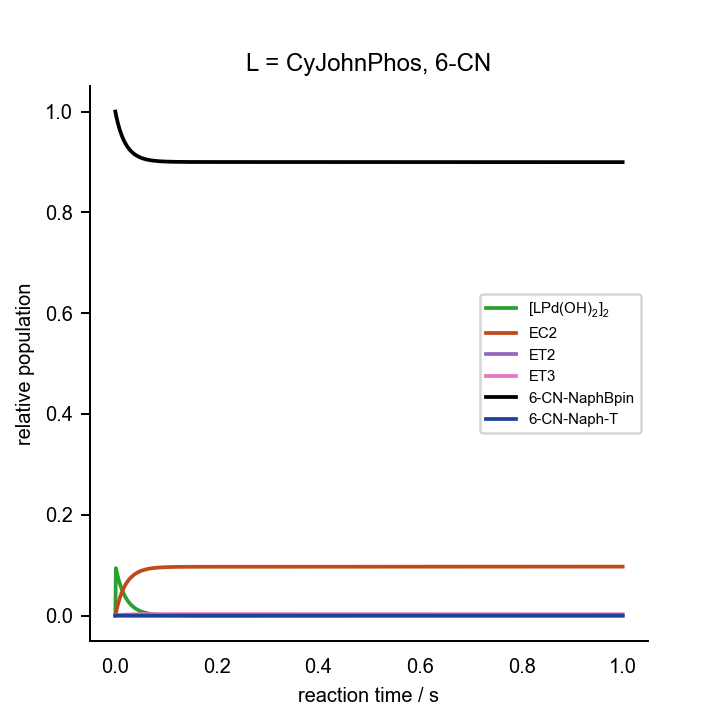 L = CyJohnPhos, 6-CN
1.0
0.8
0.6
0.4
0.2
0.0
relative population
[LPd(OH)₂]₂
EC2
ET2
ET3
6-CN-NaphBpin
6-CN-Naph-T
0.0 0.2 0.4 0.6 0.8 1.0
reaction time / s